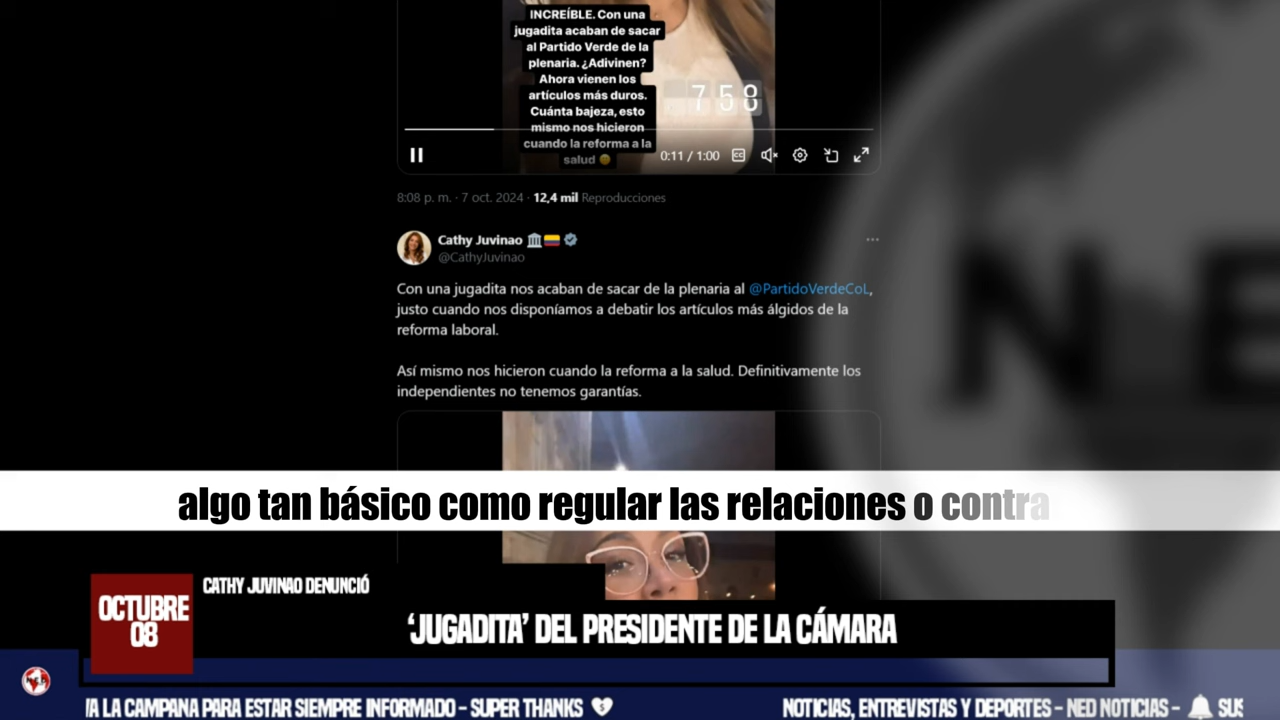 INCREÍBLE. Con una
jugadita acaban de sacar
al Partido Verde de la
plenaria. ¿Adivinen?
Ahora vienen los
artículos más duros.
Cuánta bajeza, esto
mismo nos hicieron
cuando la reforma a la
salud
7 58
0:11 / 1:00
CC
8:08 p. m. · 7 oct. 2024 · 12,4 mil Reproducciones
Cathy Juvinao
@CathyJuvinao
Con una jugadita nos acaban de sacar de la plenaria al @PartidoVerdeCoL,
justo cuando nos disponíamos a debatir los artículos más álgidos de la
reforma laboral.
Así mismo nos hicieron cuando la reforma a la salud. Definitivamente los
independientes no tenemos garantías.
NE
algo tan básico como regular las relaciones o contra
OCTUBRE
08
CATHY JUVINAO DENUNCIÓ
‘JUGADITA’ DEL PRESIDENTE DE LA CÁMARA
/A LA CAMPANA PARA ESTAR SIEMPRE INFORMADO – SUPER THANKS
NOTICIAS, ENTREVISTAS Y DEPORTES – NED NOTICIAS –
SUS